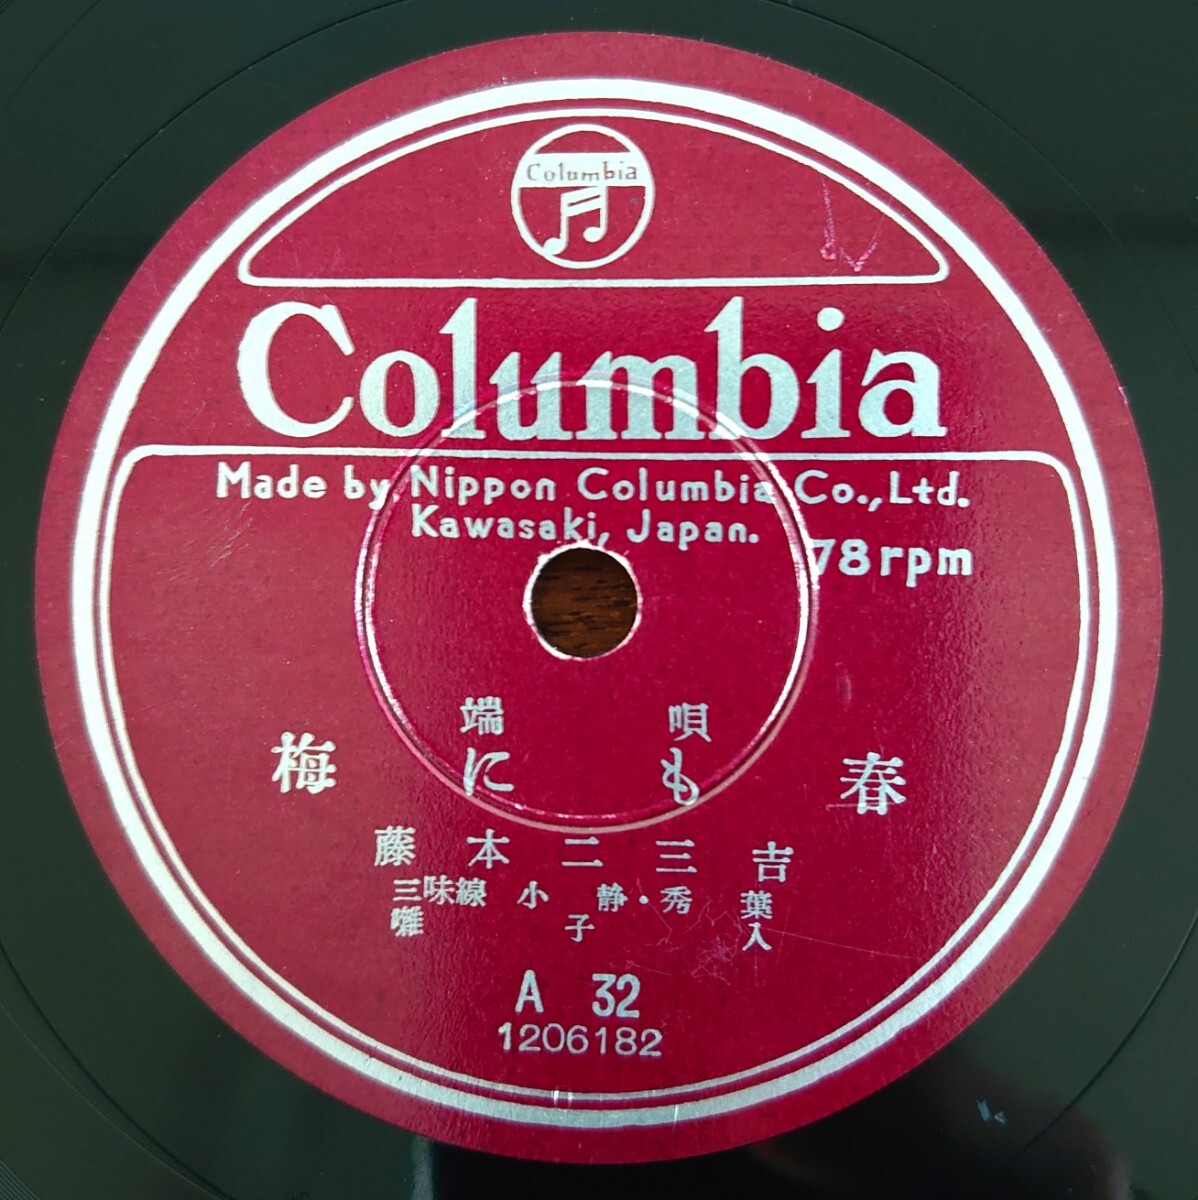 Columbia
Columbia
Made by Nippon Columbia Co.,Ltd.
Kawasaki, Japan.
78rpm
端唄
梅にも春
藤本二三吉
三味線 小静・秀葉
囃子入
A 32
1206182